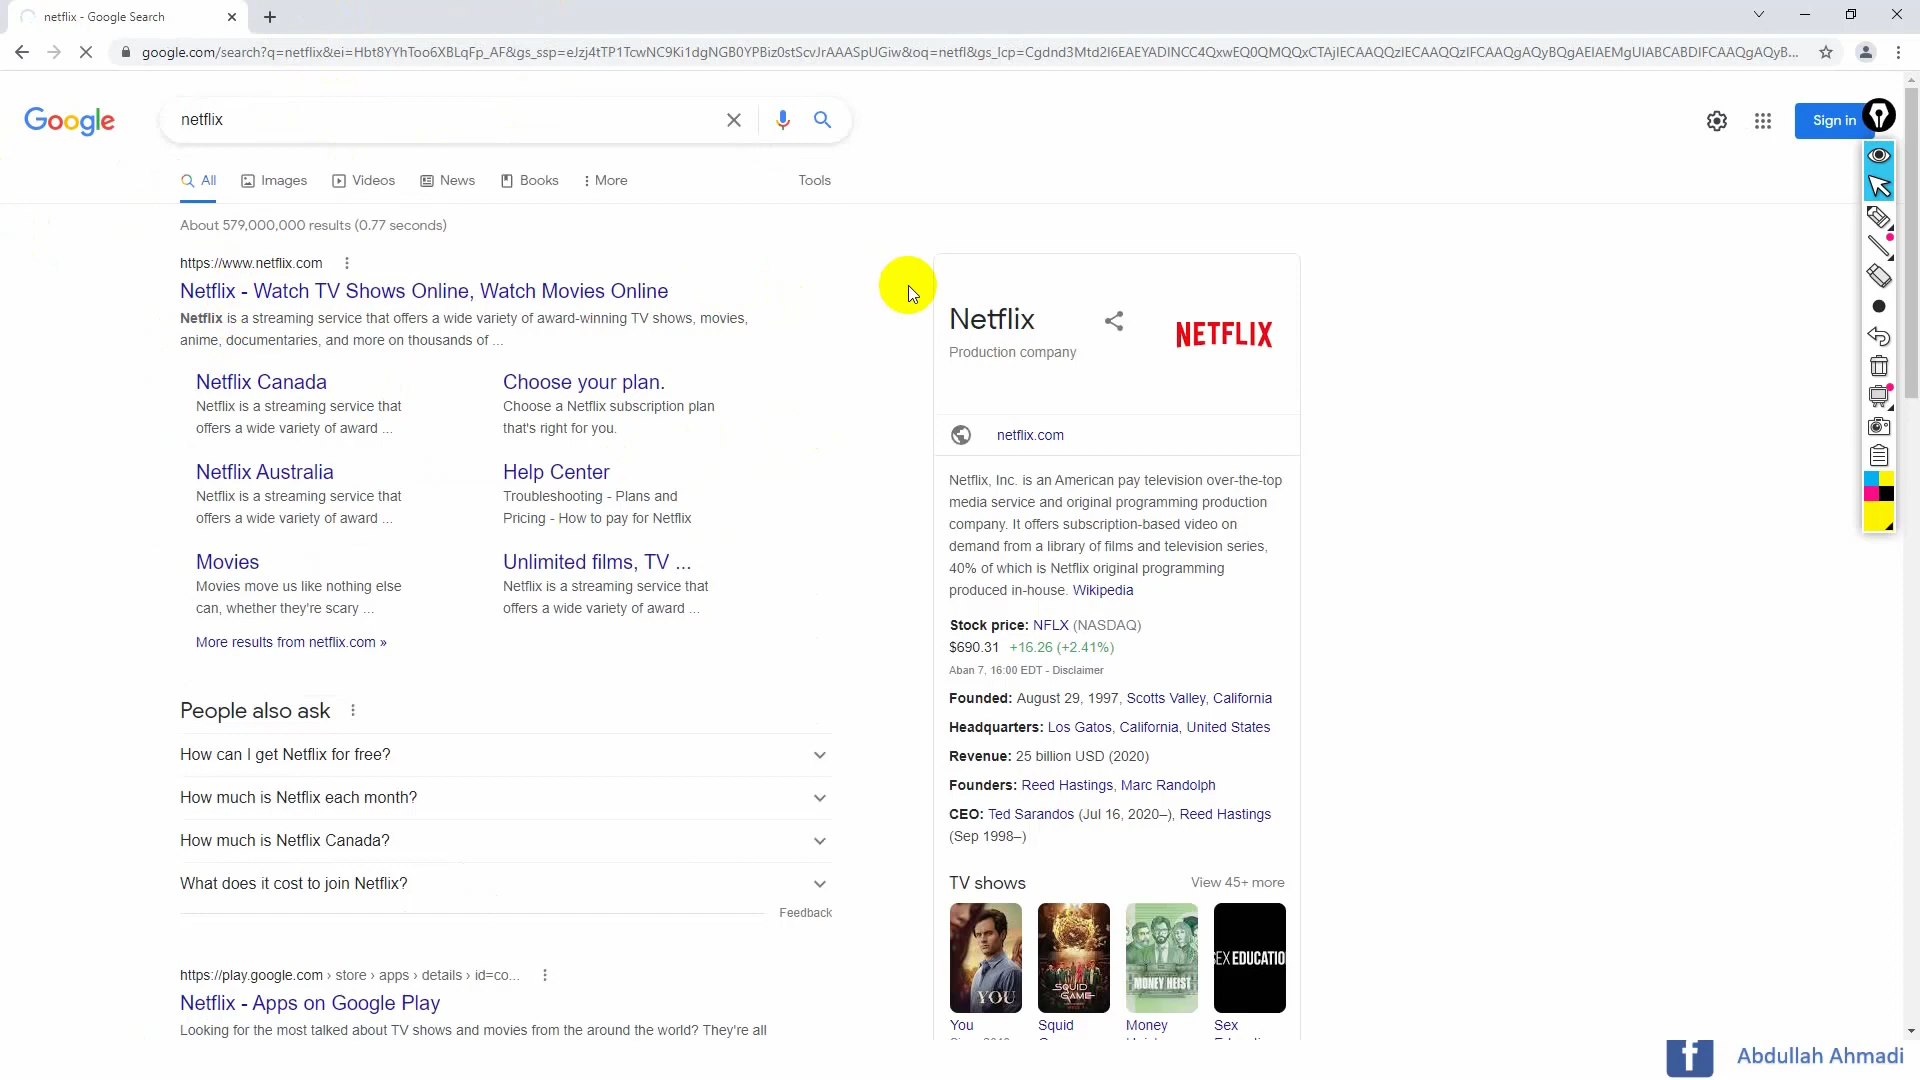 netflix - Google Search
google.com/search?q=netflix&ei=Hbt8YYhToo6XBLqFp_AF&gs_ssp=eJzj4tTP1TcwNC9Ki1dgNGB0YPBiz0stScvJrAAASpUGiw&oq=netfl&gs_lcp=Cgdnd3Mtd2l6EAEYADINCC4QxwEQ0QMQQxCTAjIECAAQQzIECAAQQzIFCAAQgAQyBQgAEIAEMgUIABCABDIFCAAQgAQyB...
Google
netflix
Sign in
All Images Videos News Books More Tools
About 579,000,000 results (0.77 seconds)
https://www.netflix.com
Netflix - Watch TV Shows Online, Watch Movies Online
Netflix is a streaming service that offers a wide variety of award-winning TV shows, movies,
anime, documentaries, and more on thousands of ...
Netflix Canada
Netflix is a streaming service that
offers a wide variety of award ...
Choose your plan.
Choose a Netflix subscription plan
that's right for you.
Netflix Australia
Netflix is a streaming service that
offers a wide variety of award ...
Help Center
Troubleshooting - Plans and
Pricing - How to pay for Netflix
Movies
Movies move us like nothing else
can, whether they're scary ...
Unlimited films, TV ...
Netflix is a streaming service that
offers a wide variety of award ...
More results from netflix.com »
People also ask
How can I get Netflix for free?
How much is Netflix each month?
How much is Netflix Canada?
What does it cost to join Netflix?
Feedback
https://play.google.com › store › apps › details › id=co...
Netflix - Apps on Google Play
Looking for the most talked about TV shows and movies from the around the world? They're all
Netflix
Production company
NETFLIX
netflix.com
Netflix, Inc. is an American pay television over-the-top
media service and original programming production
company. It offers subscription-based video on
demand from a library of films and television series,
40% of which is Netflix original programming
produced in-house. Wikipedia
Stock price: NFLX (NASDAQ)
$690.31 +16.26 (+2.41%)
Aban 7, 16:00 EDT - Disclaimer
Founded: August 29, 1997, Scotts Valley, California
Headquarters: Los Gatos, California, United States
Revenue: 25 billion USD (2020)
Founders: Reed Hastings, Marc Randolph
CEO: Ted Sarandos (Jul 16, 2020–), Reed Hastings
(Sep 1998–)
TV shows
View 45+ more
YOU
SQUID
GAME
MONEY HEIST
SEX EDUCATIO
You
Squid
Money
Sex
f Abdullah Ahmadi